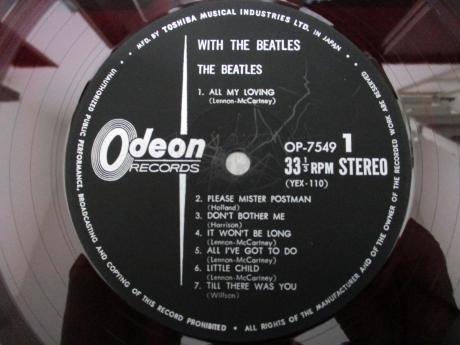 MFD. BY TOSHIBA MUSICAL INDUSTRIES LTD. IN JAPAN
WITH THE BEATLES
THE BEATLES
1. ALL MY LOVING
(Lennon-McCartney)
Odeon
RECORDS
OP-7549 1
33 1/3 RPM STEREO
(YEX-110)
2. PLEASE MISTER POSTMAN
(Holland)
3. DON'T BOTHER ME
(Harrison)
4. IT WON'T BE LONG
(Lennon-McCartney)
5. ALL I'VE GOT TO DO
(Lennon-McCartney)
6. LITTLE CHILD
(Lennon-McCartney)
7. TILL THERE WAS YOU
(Willson)
UNAUTHORIZED PUBLIC PERFORMANCE, BROADCASTING AND COPYING OF THIS RECORD PROHIBITED • ALL RIGHTS OF THE MANUFACTURER AND OF THE OWNER OF THE RECORDED WORK ARE RESERVED